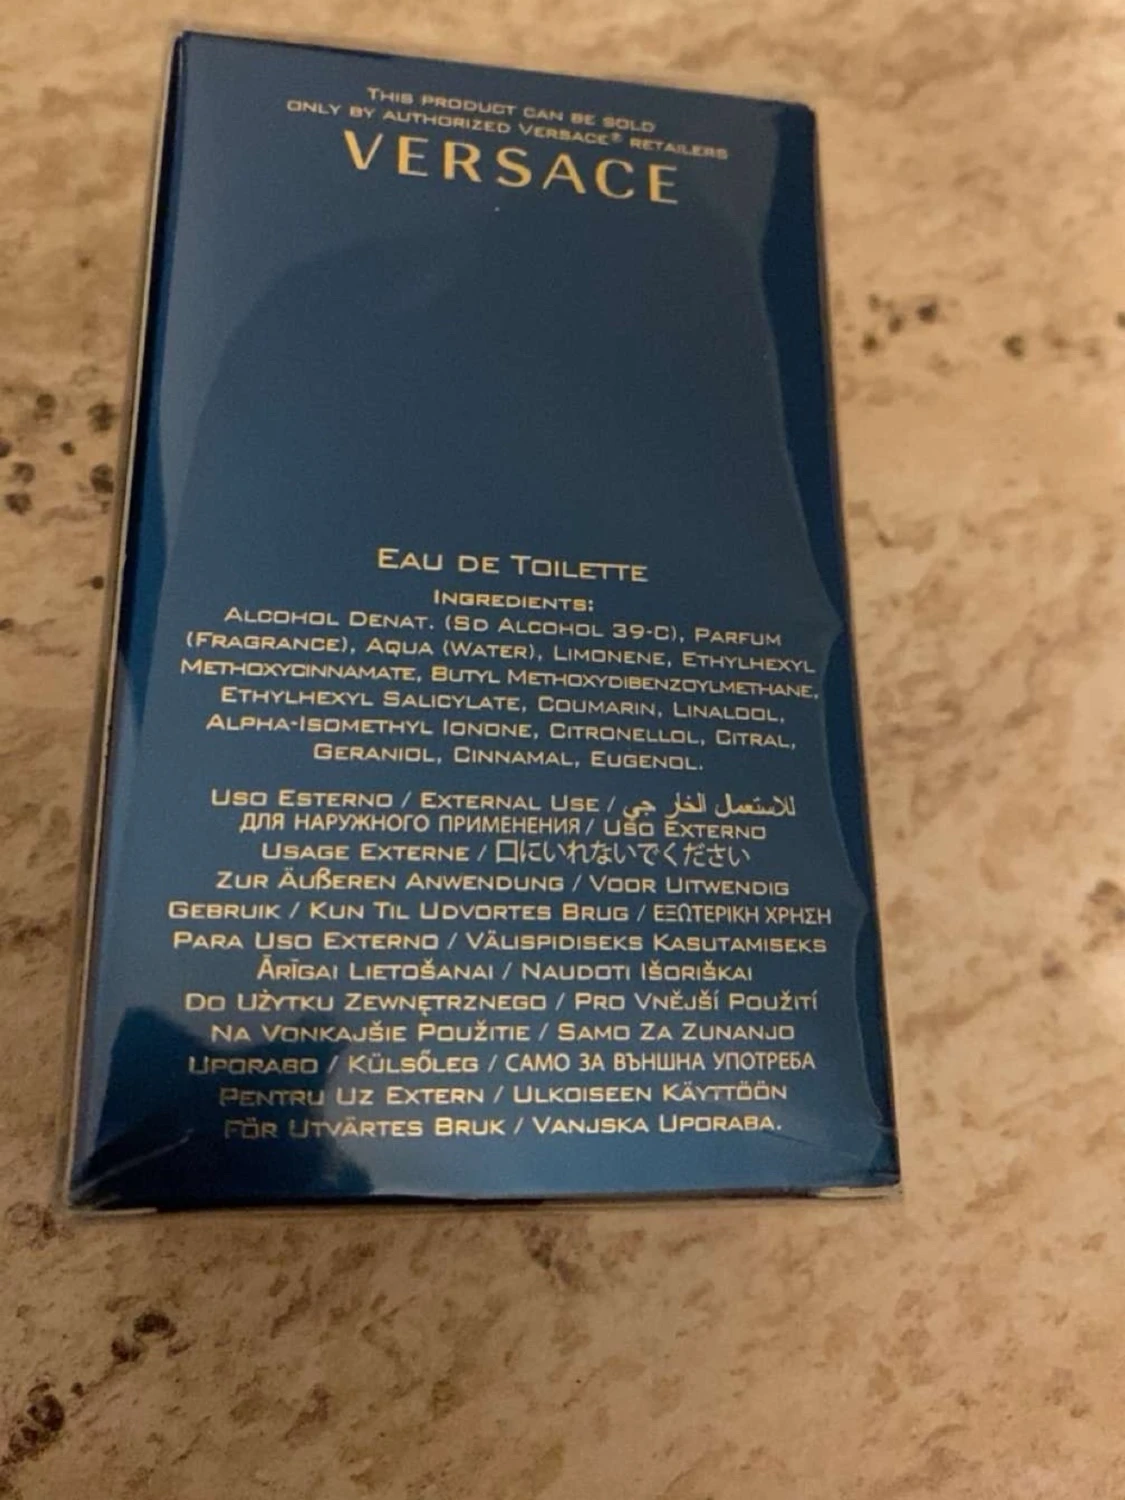 THIS PRODUCT CAN BE SOLD
ONLY BY AUTHORIZED VERSACE® RETAILERS
VERSACE
EAU DE TOILETTE
INGREDIENTS:
ALCOHOL DENAT. (SD ALCOHOL 39-C), PARFUM
(FRAGRANCE), AQUA (WATER), LIMONENE, ETHYLHEXYL
METHOXYCINNAMATE, BUTYL METHOXYDIBENZOYLMETHANE,
ETHYLHEXYL SALICYLATE, COUMARIN, LINALOOL,
ALPHA-ISOMETHYL IONONE, CITRONELLOL, CITRAL,
GERANIOL, CINNAMAL, EUGENOL.
USO ESTERNO / EXTERNAL USE / للاستعمل الخار جي
ДЛЯ НАРУЖНОГО ПРИМЕНЕНИЯ / USO EXTERNO
USAGE EXTERNE / 口にいれないでください
ZUR ÄUßEREN ANWENDUNG / VOOR UITWENDIG
GEBRUIK / KUN TIL UDVORTES BRUG / ΕΞΩΤΕΡΙΚΗ ΧΡΗΣΗ
PARA USO EXTERNO / VÄLISPIDISEKS KASUTAMISEKS
ĀRĪGAI LIETOŠANAI / NAUDOTI IŠORIŠKAI
DO UŻYTKU ZEWNĘTRZNEGO / PRO VNĚJŠÍ POUŽITÍ
NA VONKAJŠIE POUŽITIE / SAMO ZA ZUNANJO
UPORABO / KÜLSŐLEG / САМО ЗА ВЪНШНА УПОТРЕБА
PENTRU UZ EXTERN / ULKOISEEN KÄYTTÖÖN
FÖR UTVÄRTES BRUK / VANJSKA UPORABA.